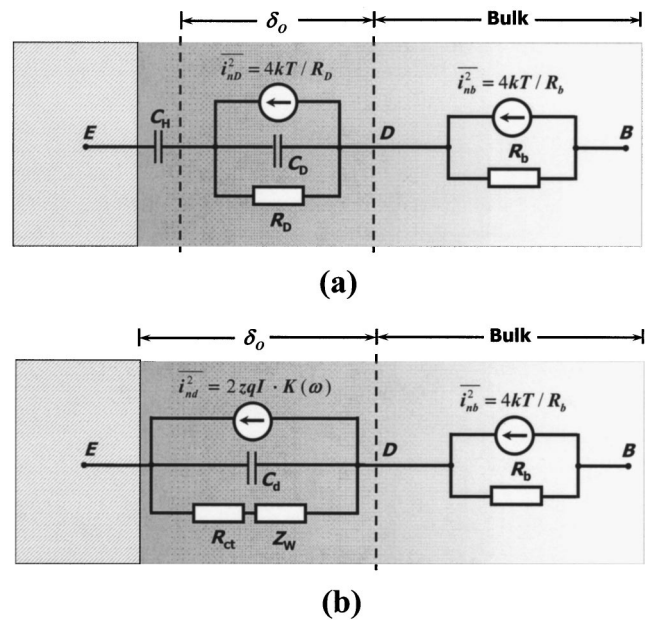 δₒ Bulk
i²nD = 4kT / RD i²nb = 4kT / Rb
E CH CD D Rb B
RD
(a)
δₒ Bulk
i²nd = 2zqI · K(ω) i²nb = 4kT / Rb
E Cd D Rb B
Rct ZW
(b)